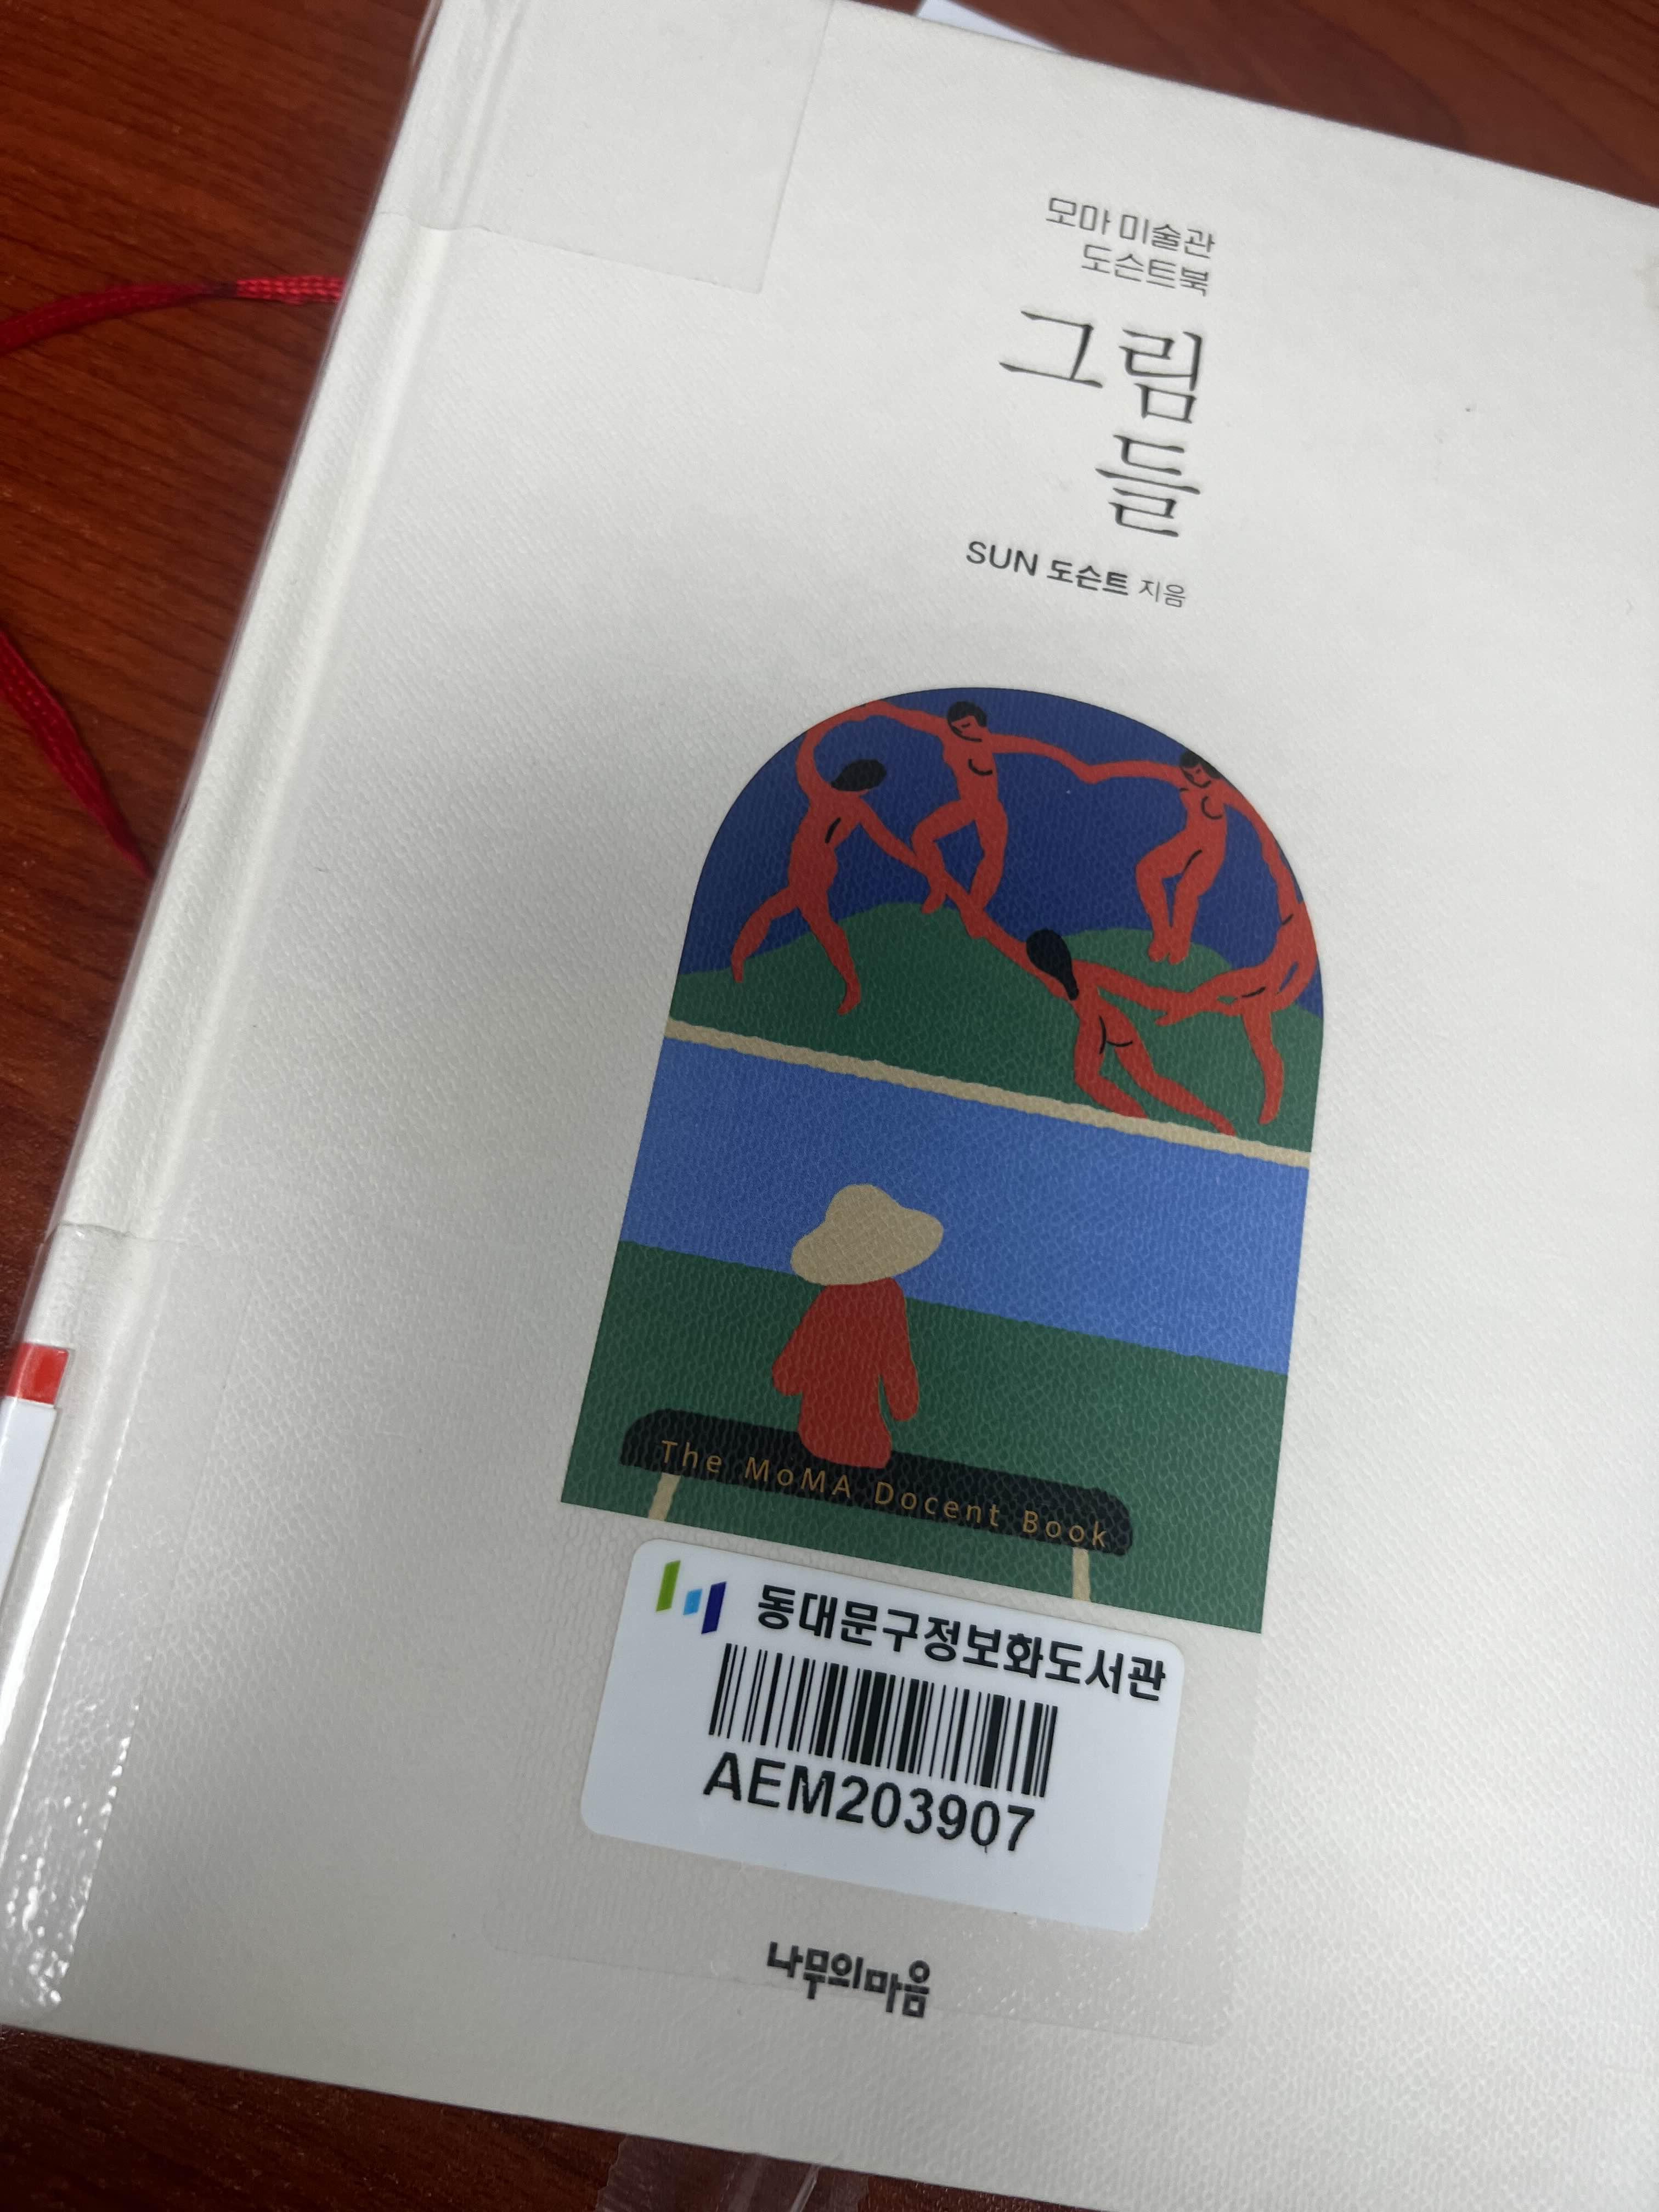 모마 미술관
도슨트북
그림
들
SUN 도슨트 지음
The MoMA Docent Book
동대문구정보화도서관
AEM203907
나무의마음